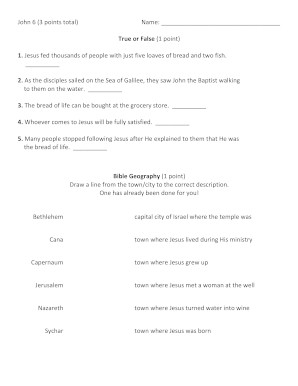 John 6 (3 points total) Name: ___________________________________
True or False (1 point)
1. Jesus fed thousands of people with just five loaves of bread and two fish.
__________
2. As the disciples sailed on the Sea of Galilee, they saw John the Baptist walking
to them on the water. __________
3. The bread of life can be bought at the grocery store. __________
4. Whoever comes to Jesus will be fully satisfied. __________
5. Many people stopped following Jesus after He explained to them that He was
the bread of life. __________
Bible Geography (1 point)
Draw a line from the town/city to the correct description.
One has already been done for you!
Bethlehem capital city of Israel where the temple was
Cana town where Jesus lived during His ministry
Capernaum town where Jesus grew up
Jerusalem town where Jesus met a woman at the well
Nazareth town where Jesus turned water into wine
Sychar town where Jesus was born